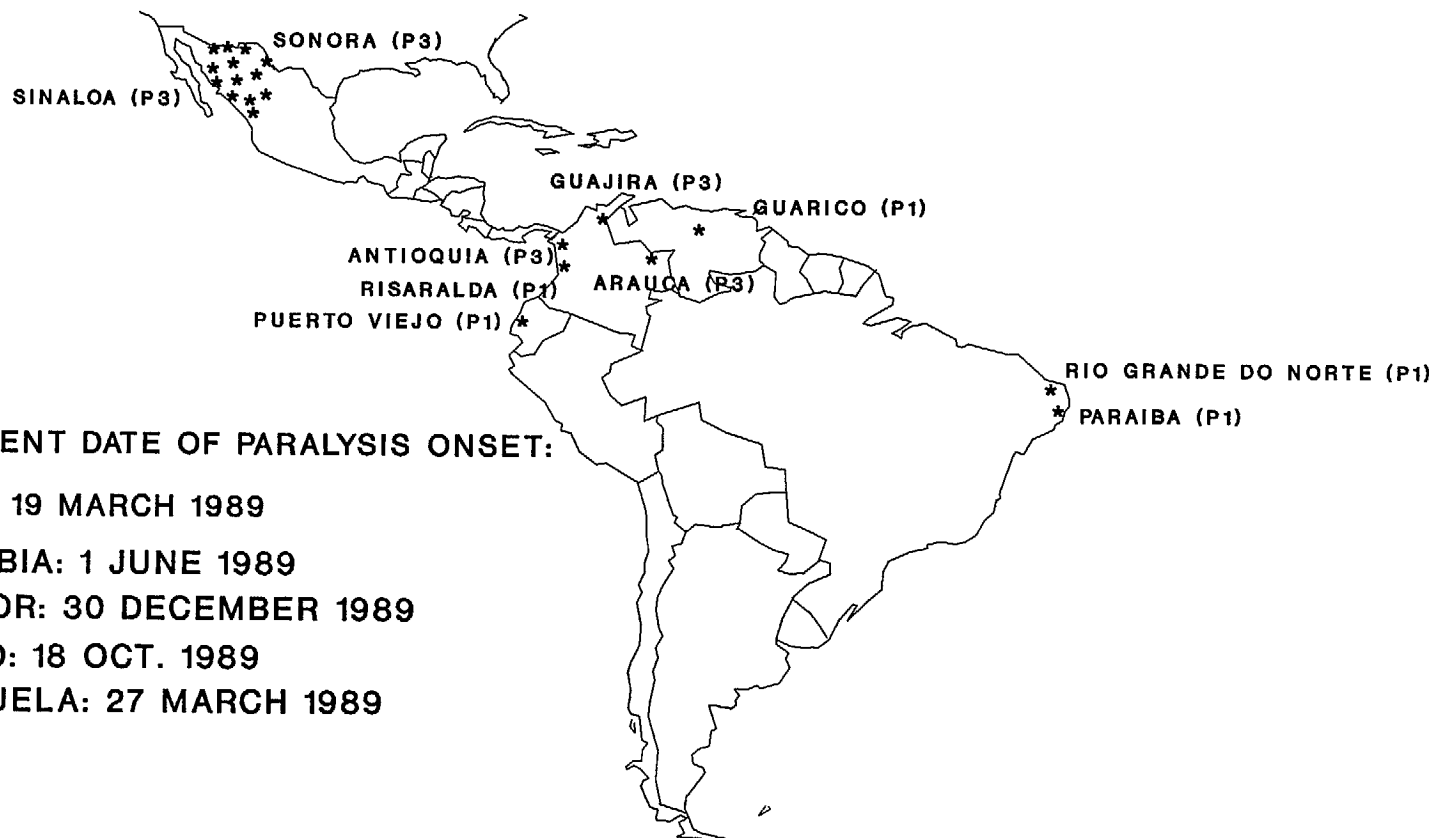 SONORA (P3)
SINALOA (P3)
GUAJIRA (P3)
GUARICO (P1)
ANTIOQUIA (P3)
ARAUCA (P3)
RISARALDA (P1)
PUERTO VIEJO (P1)
RIO GRANDE DO NORTE (P1)
PARAIBA (P1)
ENT DATE OF PARALYSIS ONSET:
19 MARCH 1989
BIA: 1 JUNE 1989
OR: 30 DECEMBER 1989
O: 18 OCT. 1989
UELA: 27 MARCH 1989